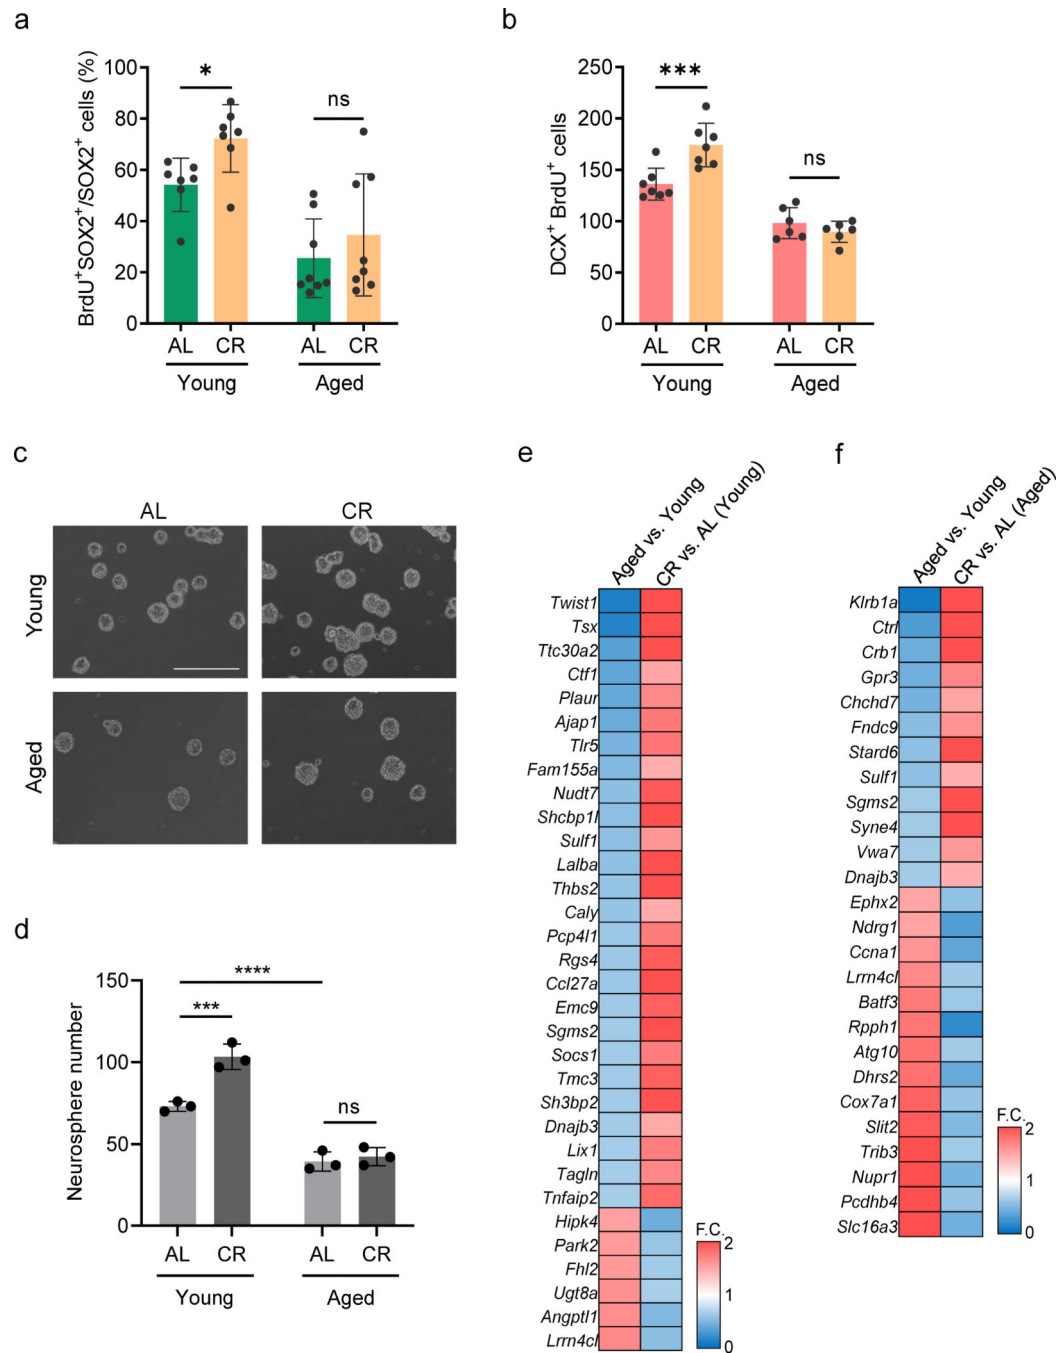 a
BrdU⁺SOX2⁺/SOX2⁺ cells (%)
100
80
60
40
20
0
*
ns
AL CR AL CR
Young Aged
b
DCX⁺ BrdU⁺ cells
250
200
150
100
50
0
***
ns
AL CR AL CR
Young Aged
c
AL CR
Young
Aged
d
Neurosphere number
150
100
50
0
****
***
ns
AL CR AL CR
Young Aged
e
Aged vs. Young
CR vs. AL (Young)
Twist1
Tsx
Ttc30a2
Ctf1
Plaur
Ajap1
Tlr5
Fam155a
Nudt7
Shcbp1l
Sulf1
Lalba
Thbs2
Caly
Pcp4l1
Rgs4
Ccl27a
Emc9
Sgms2
Socs1
Tmc3
Sh3bp2
Dnajb3
Lix1
Tagln
Tnfaip2
Hipk4
Park2
Fhl2
Ugt8a
Angptl1
Lrrn4cl
F.C.
2
1
0
f
Aged vs. Young
CR vs. AL (Aged)
Klrb1a
Ctrl
Crb1
Gpr3
Chchd7
Fndc9
Stard6
Sulf1
Sgms2
Syne4
Vwa7
Dnajb3
Ephx2
Ndrg1
Ccna1
Lrrn4cl
Batf3
Rpph1
Atg10
Dhrs2
Cox7a1
Slit2
Trib3
Nupr1
Pcdhb4
Slc16a3
F.C.
2
1
0